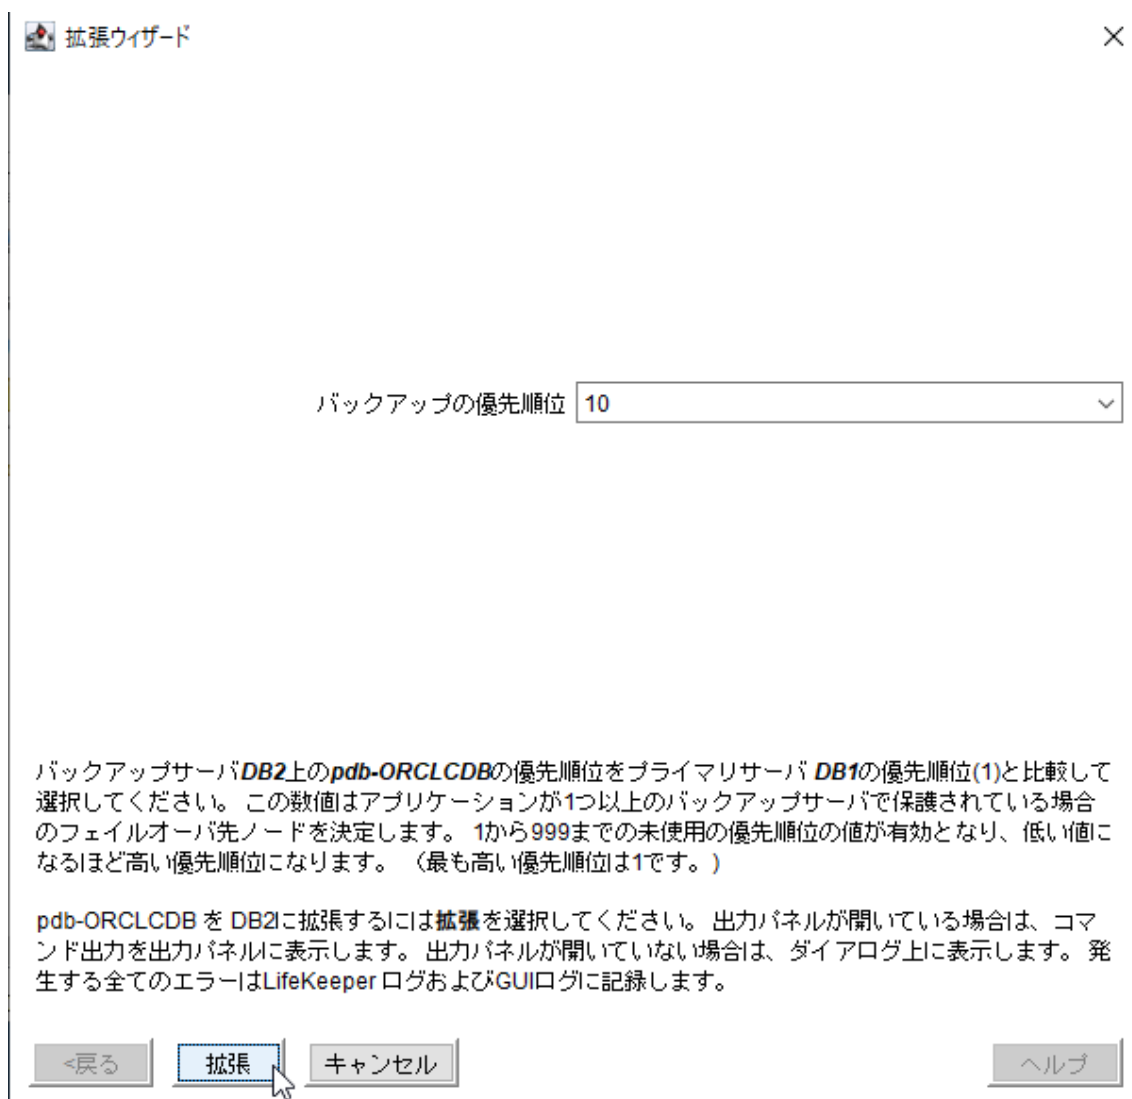 拡張ウィザード
バックアップの優先順位 10
バックアップサーバDB2上のpdb-ORCLCDBの優先順位をプライマリサーバ DB1の優先順位(1)と比較して
選択してください。 この数値はアプリケーションが1つ以上のバックアップサーバで保護されている場合
のフェイルオーバ先ノードを決定します。 1から999までの未使用の優先順位の値が有効となり、低い値に
なるほど高い優先順位になります。 （最も高い優先順位は1です。)
pdb-ORCLCDB を DB2に拡張するには拡張を選択してください。 出力パネルが開いている場合は、コマ
ンド出力を出力パネルに表示します。 出力パネルが開いていない場合は、ダイアログ上に表示します。 発
生する全てのエラーはLifeKeeper ログおよびGUIログに記録します。
<戻る 拡張 キャンセル ヘルプ